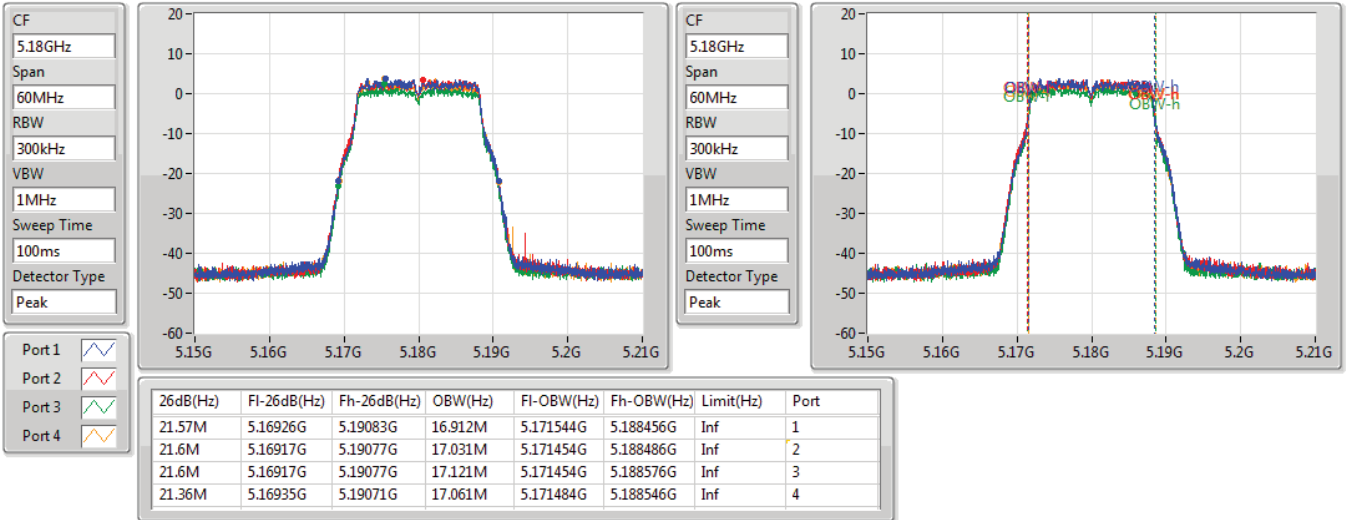 CF
5.18GHz
Span
60MHz
RBW
300kHz
VBW
1MHz
Sweep Time
100ms
Detector Type
Peak
20
10
0
-10
-20
-30
-40
-50
-60
5.15G 5.16G 5.17G 5.18G 5.19G 5.2G 5.21G
CF
5.18GHz
Span
60MHz
RBW
300kHz
VBW
1MHz
Sweep Time
100ms
Detector Type
Peak
20
10
0
-10
-20
-30
-40
-50
-60
OBW-h
OBW-h
5.15G 5.16G 5.17G 5.18G 5.19G 5.2G 5.21G
Port 1
Port 2
Port 3
Port 4
26dB(Hz) Fl-26dB(Hz) Fh-26dB(Hz) OBW(Hz) Fl-OBW(Hz) Fh-OBW(Hz) Limit(Hz) Port
21.57M 5.16926G 5.19083G 16.912M 5.171544G 5.188456G Inf 1
21.6M 5.16917G 5.19077G 17.031M 5.171454G 5.188486G Inf 2
21.6M 5.16917G 5.19077G 17.121M 5.171454G 5.188576G Inf 3
21.36M 5.16935G 5.19071G 17.061M 5.171484G 5.188546G Inf 4